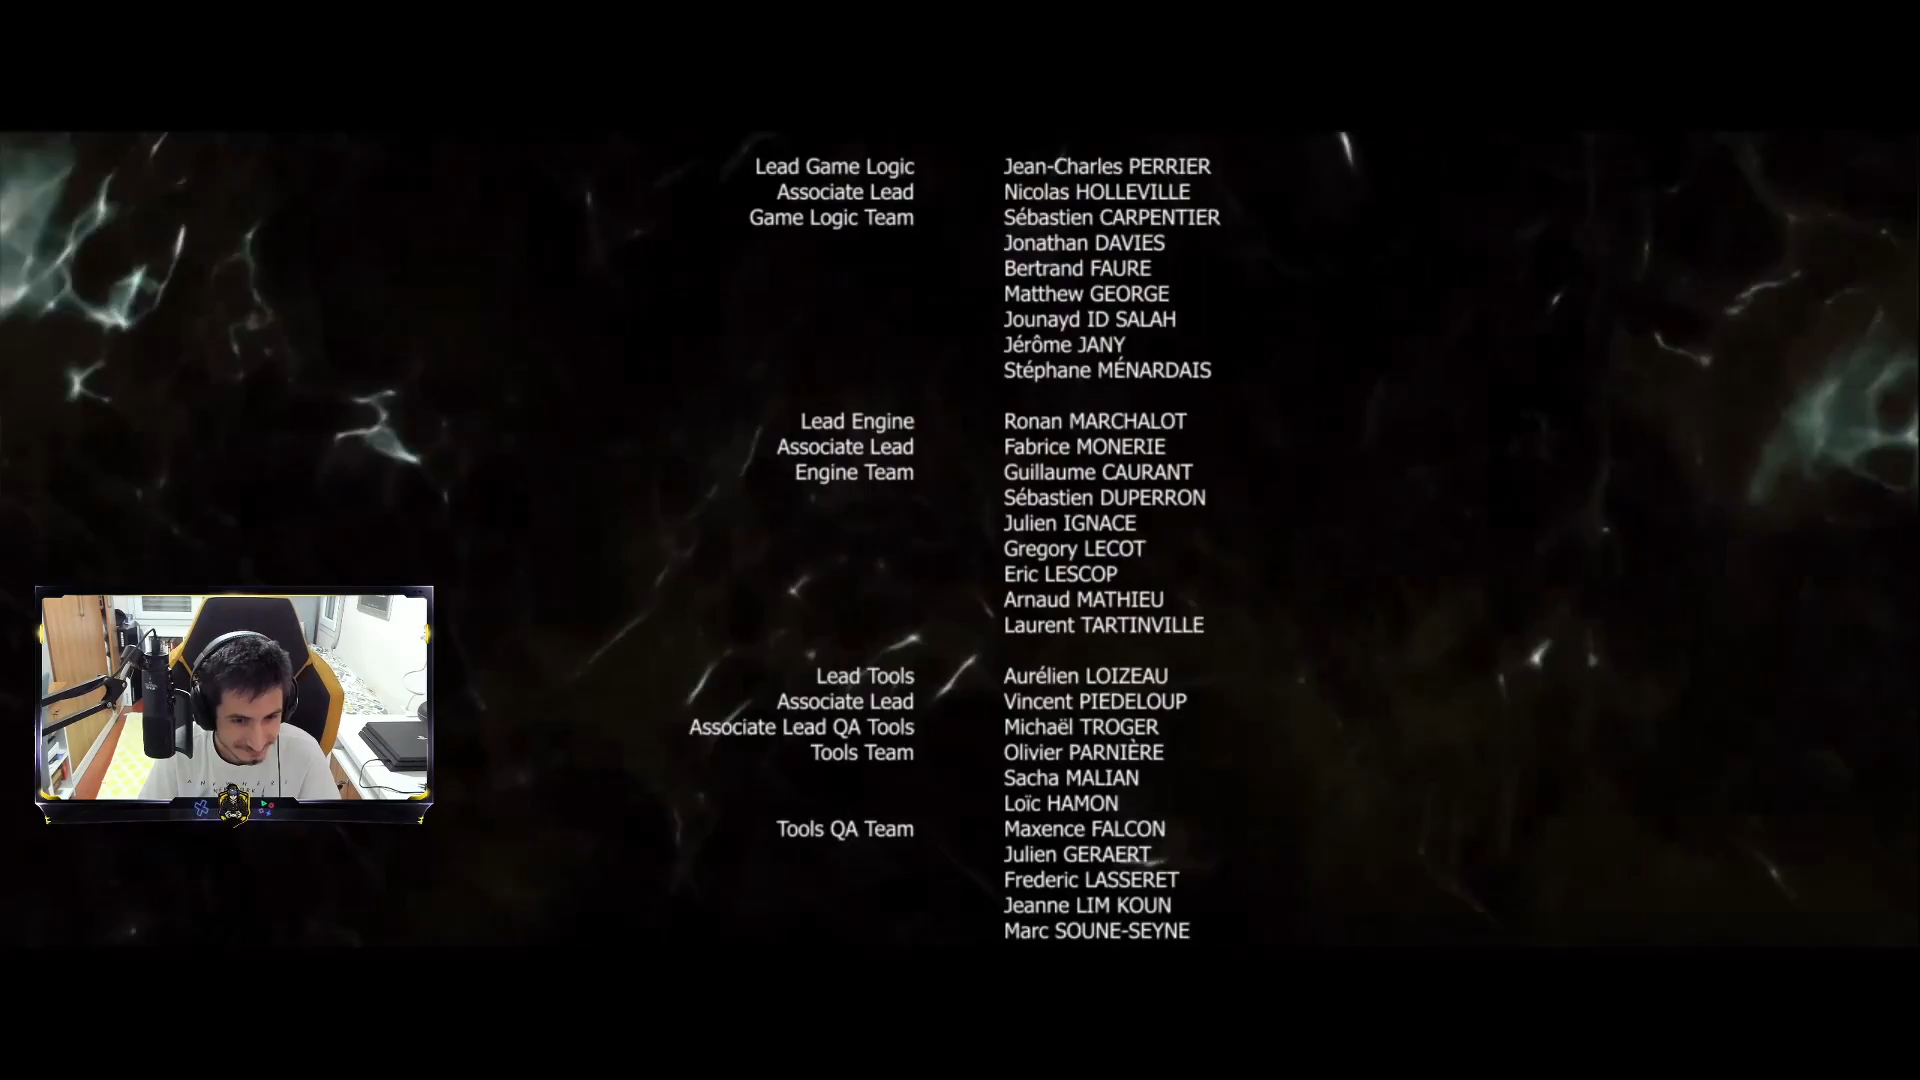 Lead Game Logic Jean-Charles PERRIER
Associate Lead Nicolas HOLLEVILLE
Game Logic Team Sébastien CARPENTIER
Jonathan DAVIES
Bertrand FAURE
Matthew GEORGE
Jounayd ID SALAH
Jérôme JANY
Stéphane MÉNARDAIS
Lead Engine Ronan MARCHALOT
Associate Lead Fabrice MONERIE
Engine Team Guillaume CAURANT
Sébastien DUPERRON
Julien IGNACE
Gregory LECOT
Eric LESCOP
Arnaud MATHIEU
Laurent TARTINVILLE
Lead Tools Aurélien LOIZEAU
Associate Lead Vincent PIEDELOUP
Associate Lead QA Tools Michaël TROGER
Tools Team Olivier PARNIÈRE
Sacha MALIAN
Loïc HAMON
Tools QA Team Maxence FALCON
Julien GERAERT
Frederic LASSERET
Jeanne LIM KOUN
Marc SOUNE-SEYNE